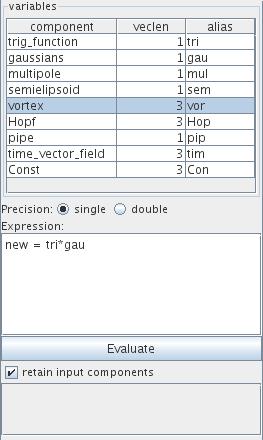 variables
component veclen alias
trig_function 1 tri
gaussians 1 gau
multipole 1 mul
semielipsoid 1 sem
vortex 3 vor
Hopf 3 Hop
pipe 1 pip
time_vector_field 3 tim
Const 3 Con
Precision: single double
Expression:
new = tri*gau
Evaluate
retain input components